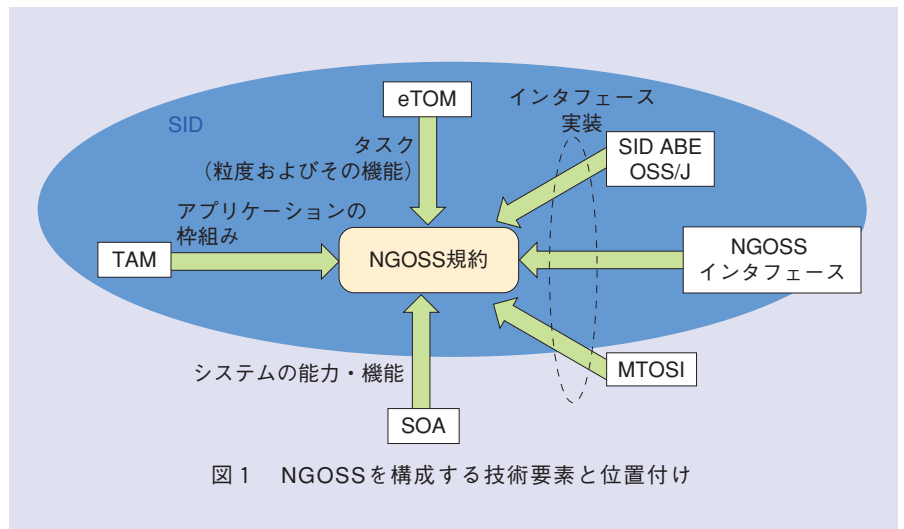 eTOM
インタフェース
実装
SID
タスク
(粒度およびその機能)
SID ABE
OSS/J
アプリケーションの
枠組み
TAM
NGOSS規約
NGOSS
インタフェース
システムの能力・機能
MTOSI
SOA
図1 NGOSSを構成する技術要素と位置付け